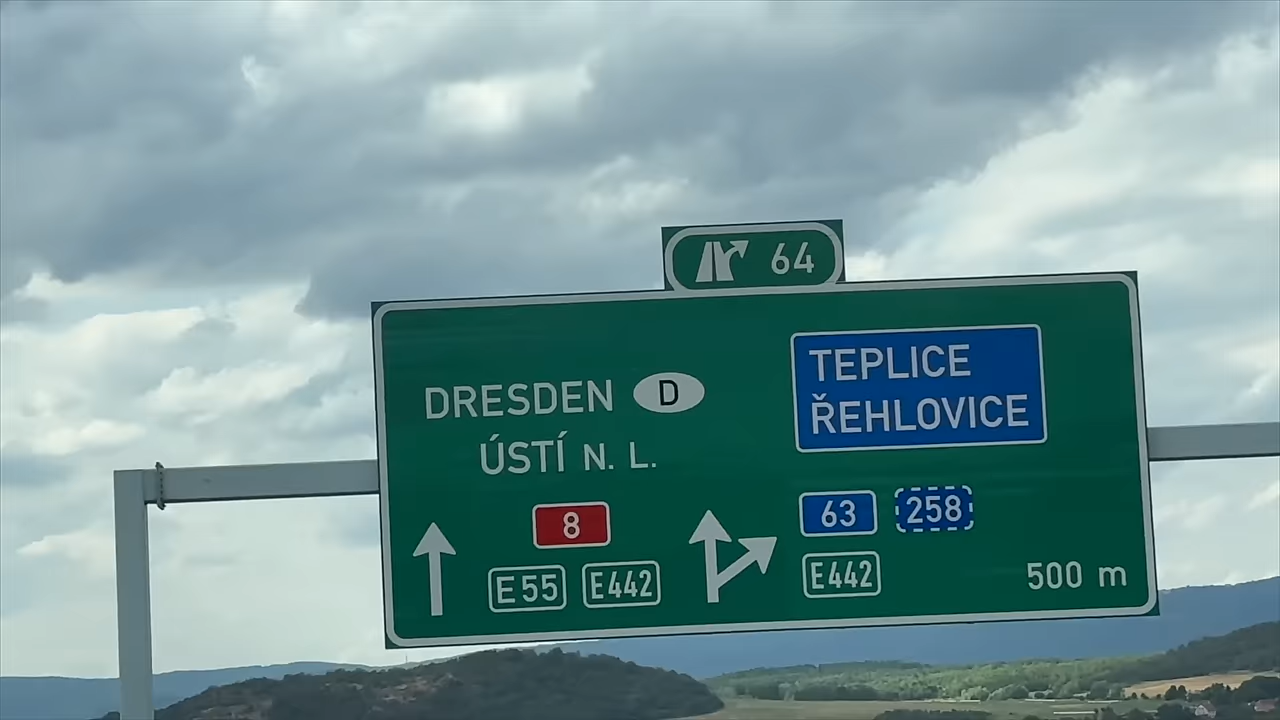 64
DRESDEN D
ÚSTÍ N. L.
8
E55 E442
TEPLICE
ŘEHLOVICE
63 258
E442
500 m